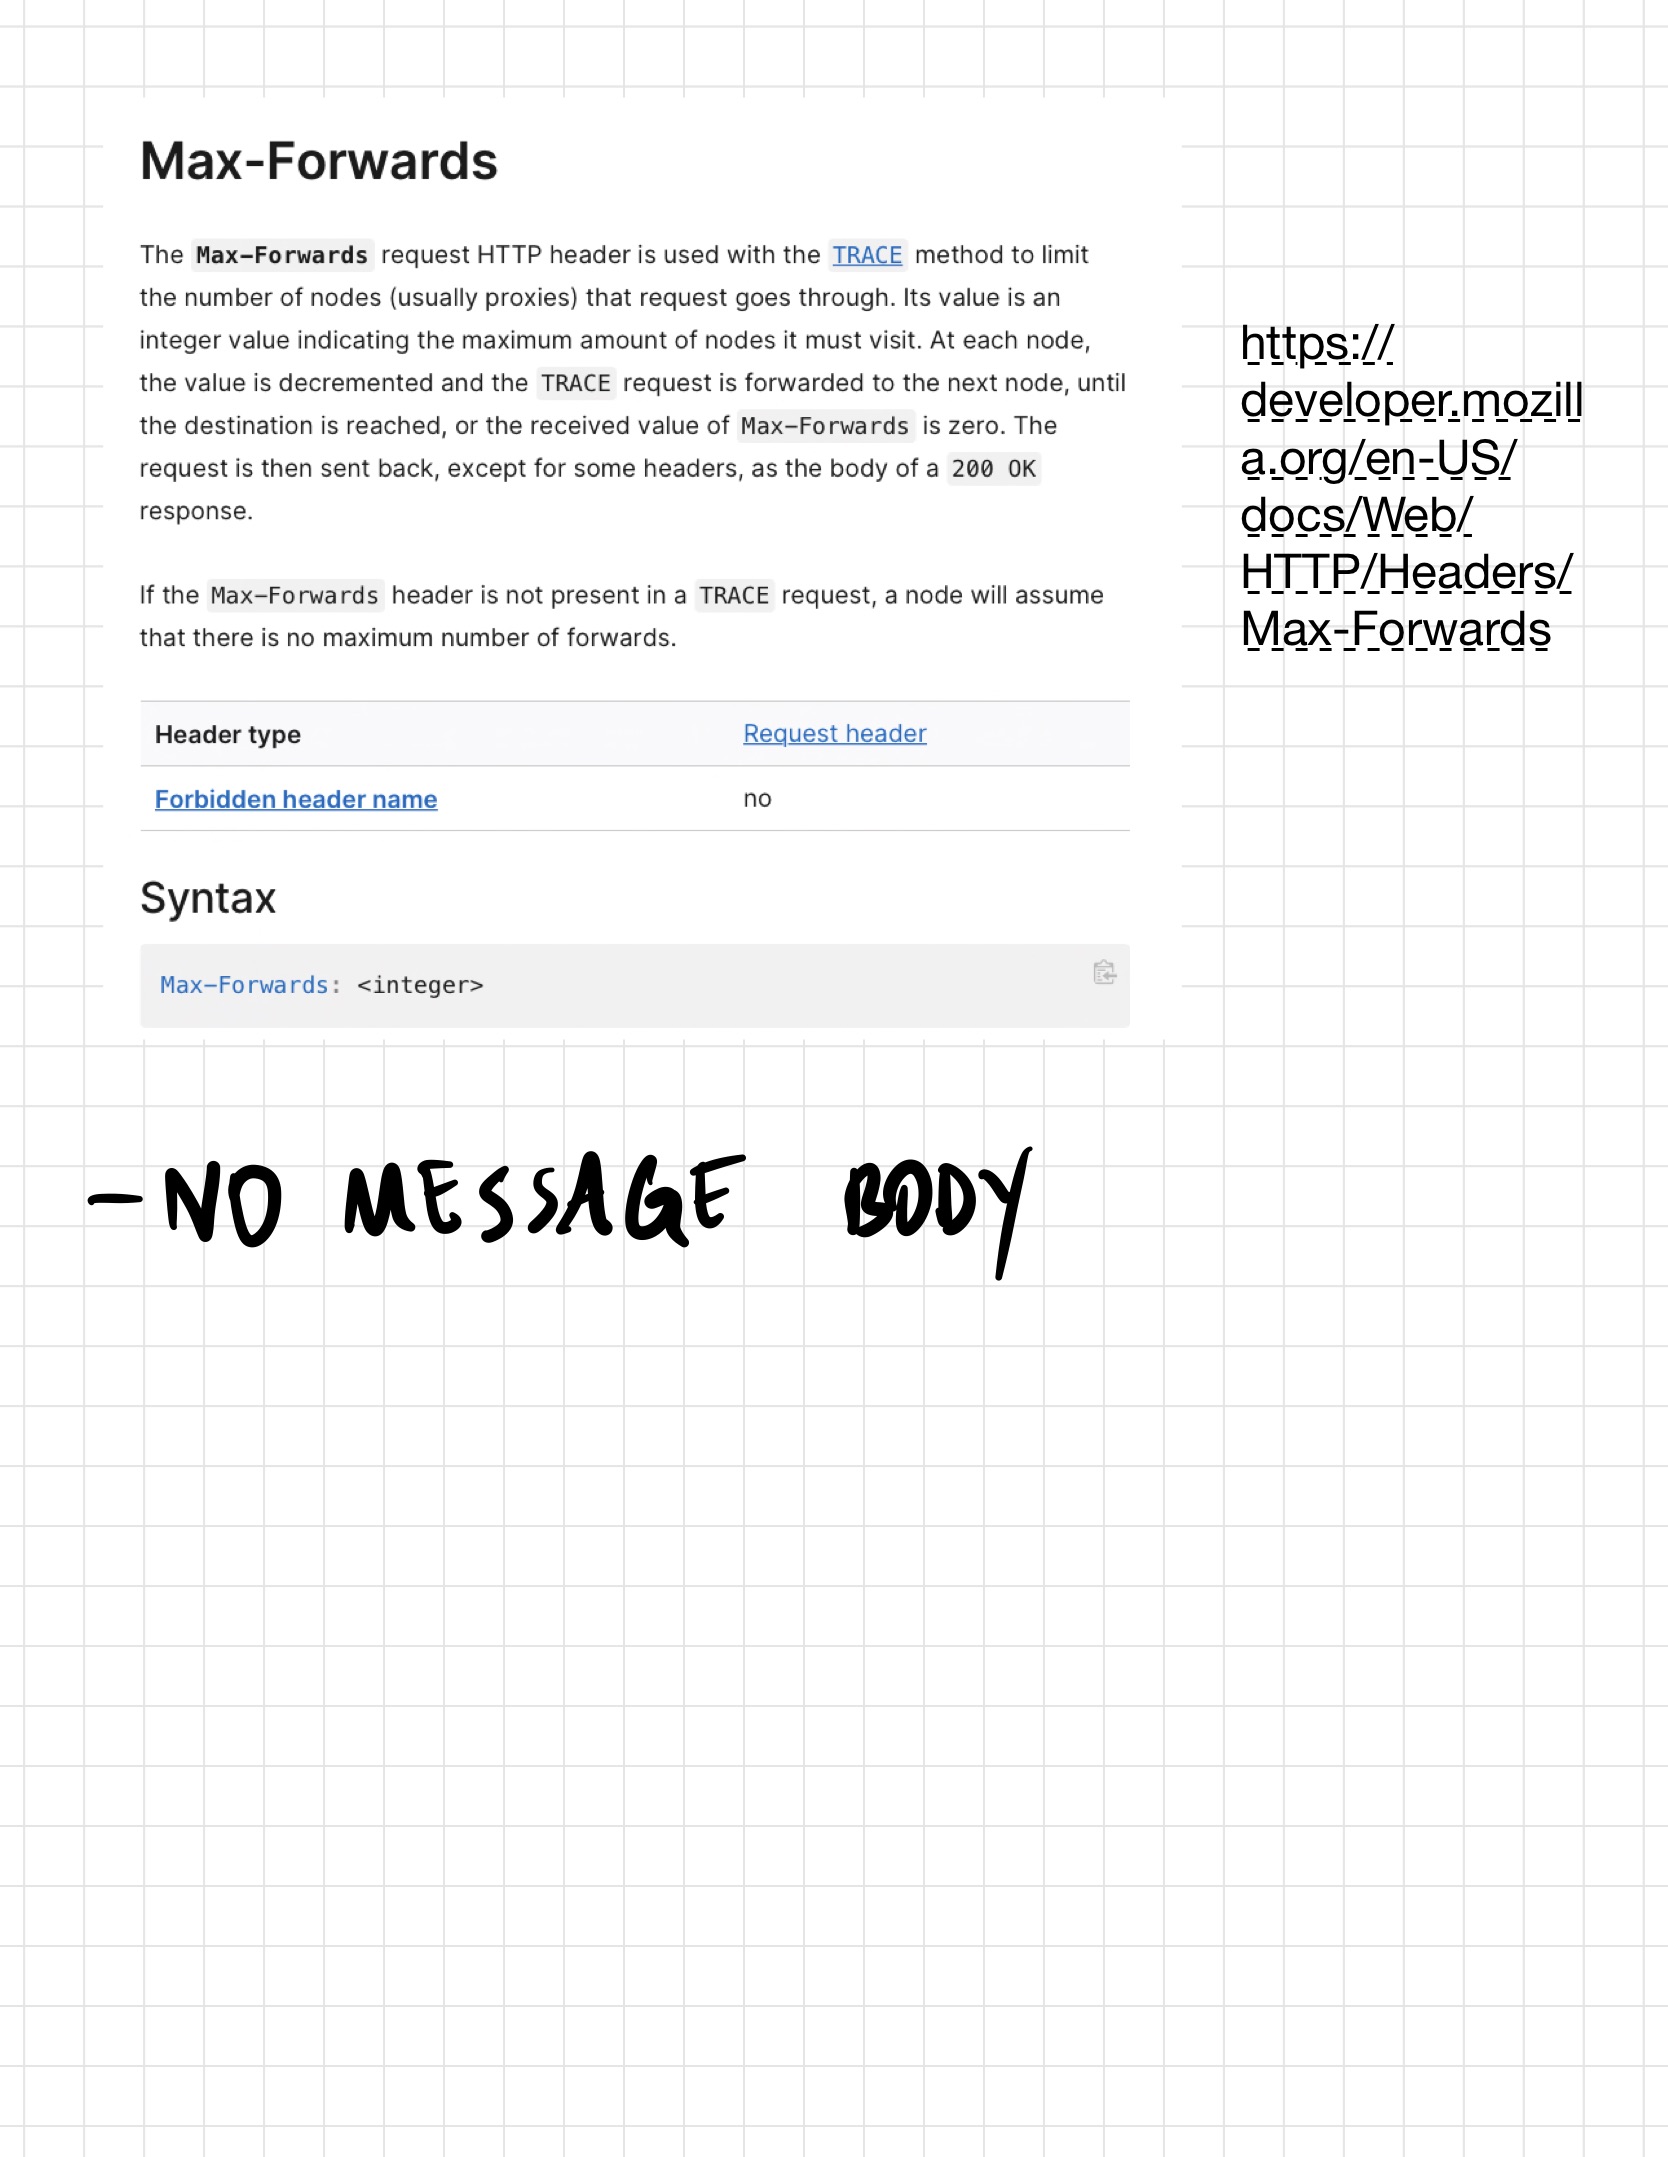 Max-Forwards
The Max-Forwards request HTTP header is used with the TRACE method to limit
the number of nodes (usually proxies) that request goes through. Its value is an
integer value indicating the maximum amount of nodes it must visit. At each node,
the value is decremented and the TRACE request is forwarded to the next node, until
the destination is reached, or the received value of Max-Forwards is zero. The
request is then sent back, except for some headers, as the body of a 200 OK
response.
If the Max-Forwards header is not present in a TRACE request, a node will assume
that there is no maximum number of forwards.
Header type Request header
Forbidden header name no
Syntax
Max-Forwards: <integer>
https://
developer.mozill
a.org/en-US/
docs/Web/
HTTP/Headers/
Max-Forwards
- NO MESSAGE BODY